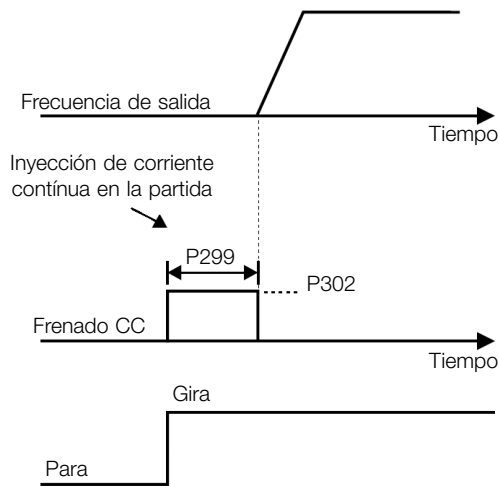 Frecuencia de salida
Tiempo
Inyección de corriente
contínua en la partida
P299
P302
Frenado CC
Tiempo
Gira
Para